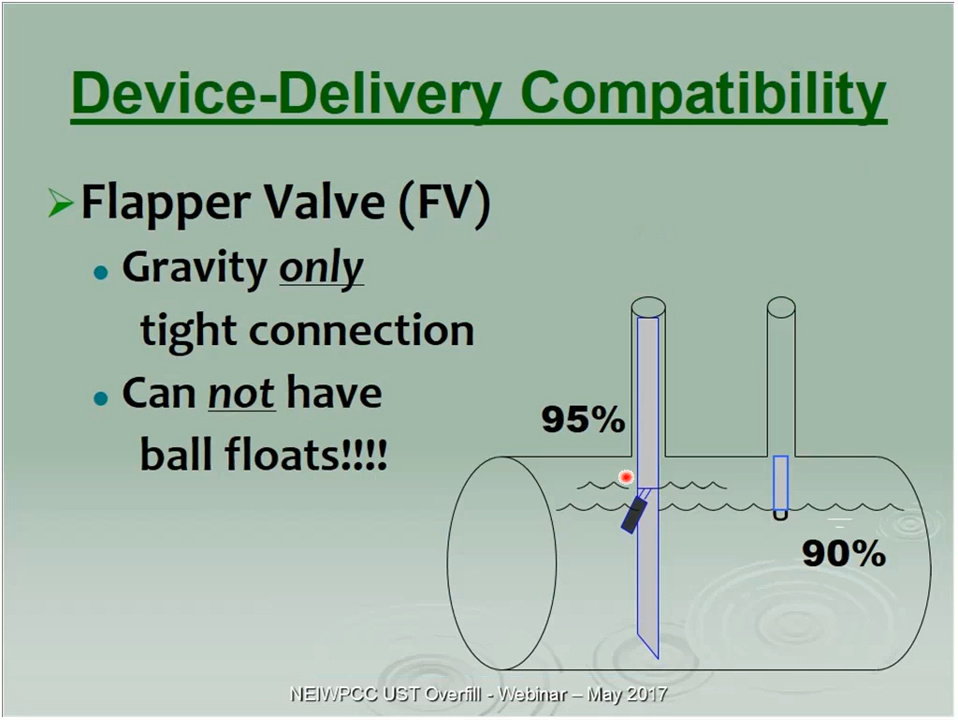 Device-Delivery Compatibility
Flapper Valve (FV)
Gravity only
tight connection
Can not have
ball floats!!!!
95%
90%
NEIWPCC UST Overfill - Webinar – May 2017